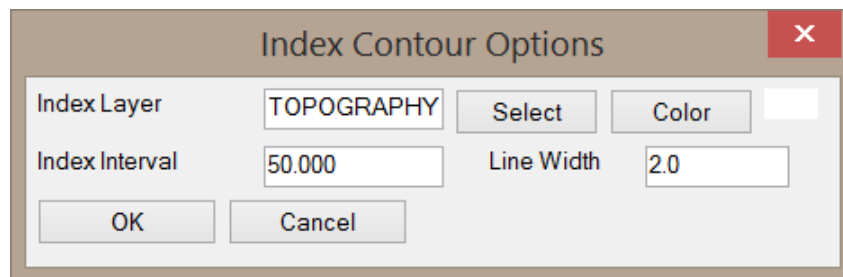 Index Contour Options
Index Layer TOPOGRAPHY Select Color
Index Interval 50.000 Line Width 2.0
OK Cancel